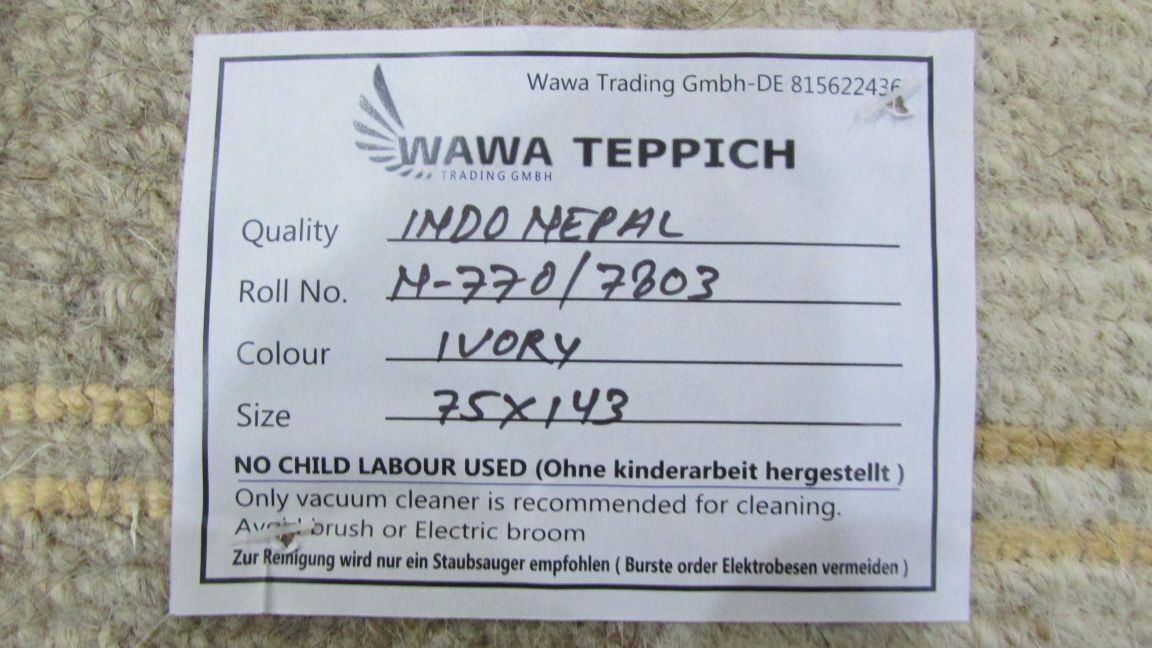 Wawa Trading Gmbh-DE 815622436
WAWA TEPPICH
TRADING GMBH
Quality INDO NEPAL
Roll No. N-770/7803
Colour IVORY
Size 75X143
NO CHILD LABOUR USED (Ohne kinderarbeit hergestellt )
Only vacuum cleaner is recommended for cleaning.
Avoid brush or Electric broom
Zur Reinigung wird nur ein Staubsauger empfohlen ( Burste order Elektrobesen vermeiden )